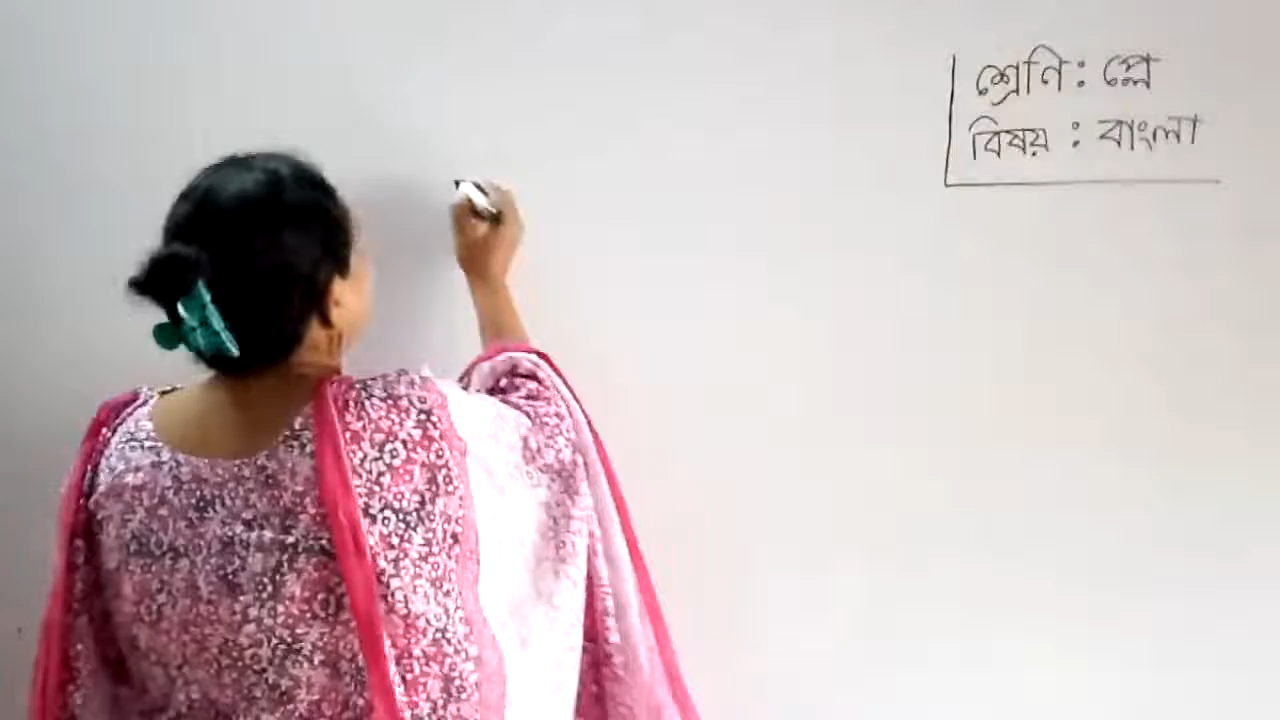 শ্রেণি : প্লে
বিষয় : বাংলা